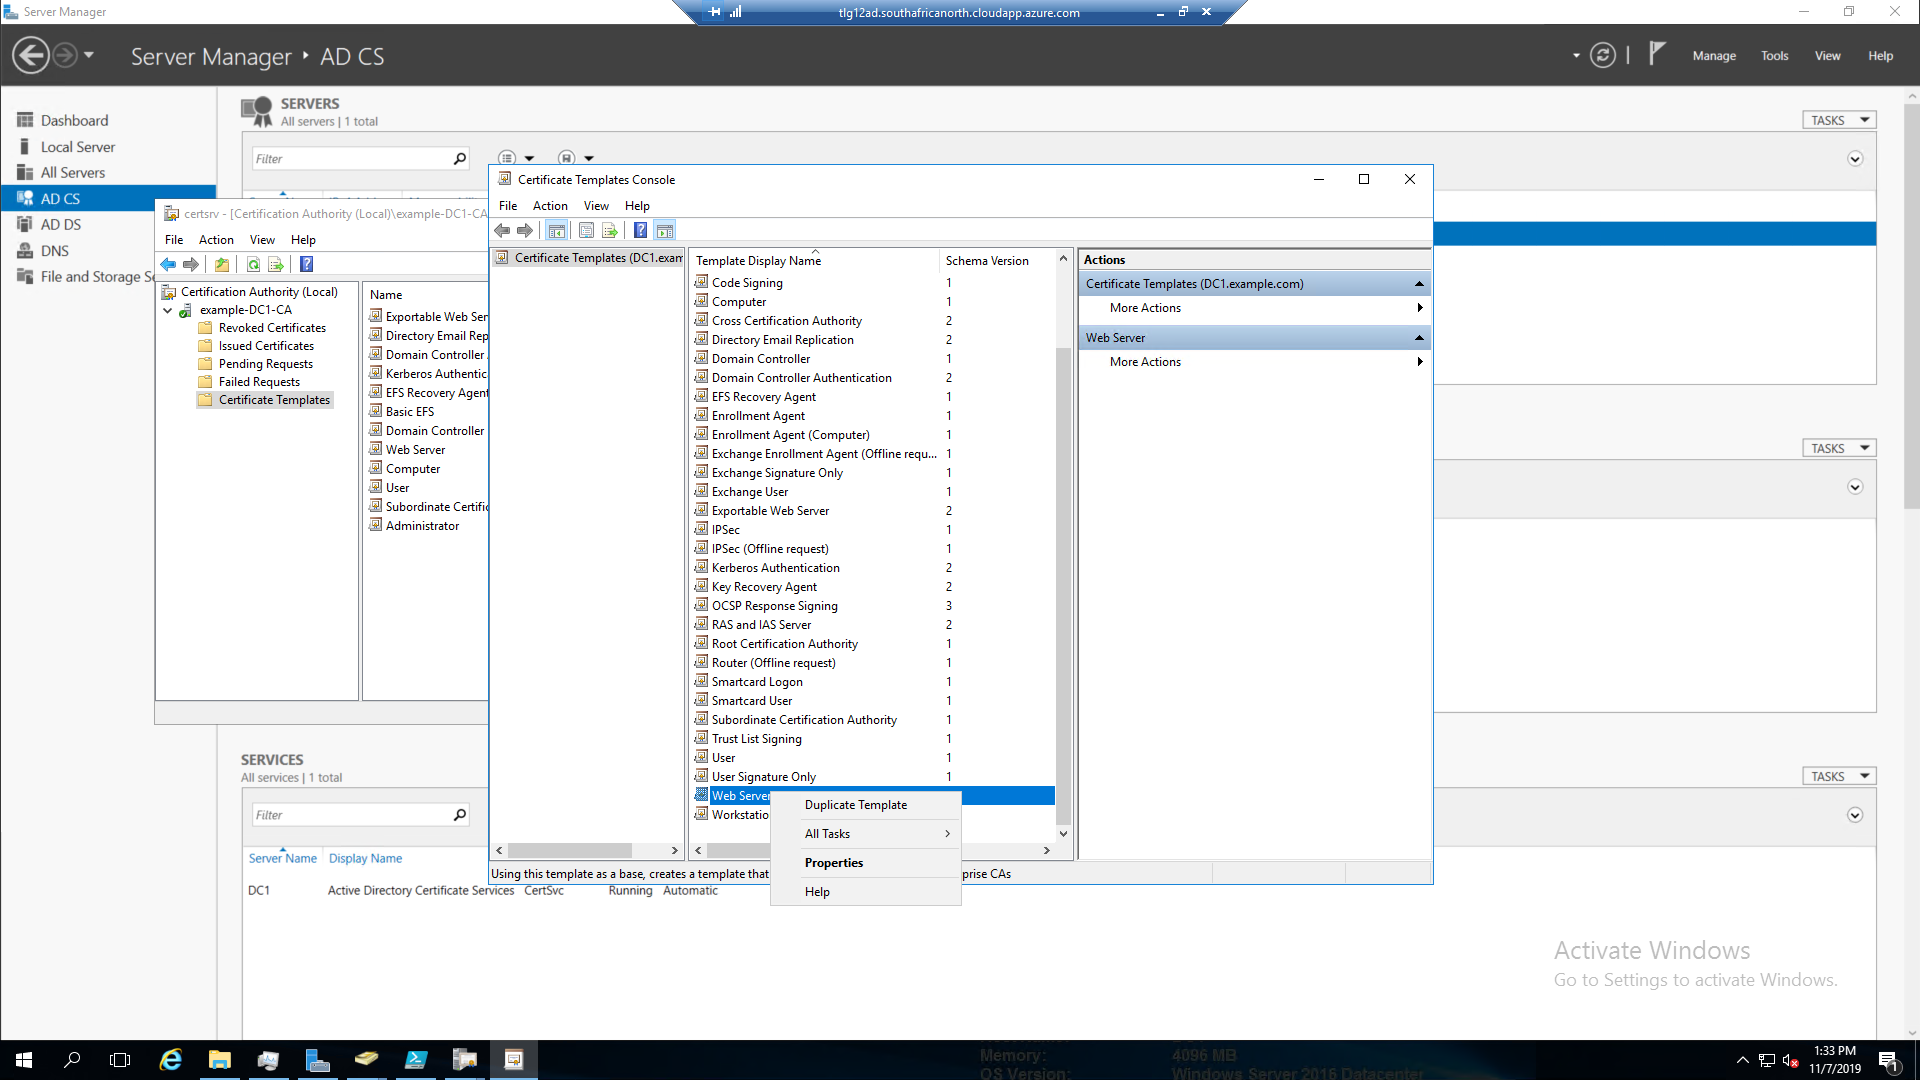 Server Manager
tlg12ad.southafricanorth.cloudapp.azure.com
Server Manager ‣ AD CS
Manage
Tools
View
Help
Dashboard
Local Server
All Servers
AD CS
AD DS
DNS
File and Storage Se
SERVERS
All servers | 1 total
TASKS
Filter
certsrv - [Certification Authority (Local)\example-DC1-CA
File
Action
View
Help
Certification Authority (Local)
example-DC1-CA
Revoked Certificates
Issued Certificates
Pending Requests
Failed Requests
Certificate Templates
Name
Exportable Web Ser
Directory Email Rep
Domain Controller
Kerberos Authentic
EFS Recovery Agent
Basic EFS
Domain Controller
Web Server
Computer
User
Subordinate Certific
Administrator
Certificate Templates Console
File
Action
View
Help
Certificate Templates (DC1.exam
Template Display Name
Schema Version
Code Signing 1
Computer 1
Cross Certification Authority 2
Directory Email Replication 2
Domain Controller 1
Domain Controller Authentication 2
EFS Recovery Agent 1
Enrollment Agent 1
Enrollment Agent (Computer) 1
Exchange Enrollment Agent (Offline requ... 1
Exchange Signature Only 1
Exchange User 1
Exportable Web Server 2
IPSec 1
IPSec (Offline request) 1
Kerberos Authentication 2
Key Recovery Agent 2
OCSP Response Signing 3
RAS and IAS Server 2
Root Certification Authority 1
Router (Offline request) 1
Smartcard Logon 1
Smartcard User 1
Subordinate Certification Authority 1
Trust List Signing 1
User 1
User Signature Only 1
Web Server
Workstatio
Duplicate Template
All Tasks
Properties
Help
Using this template as a base, creates a template that
prise CAs
Actions
Certificate Templates (DC1.example.com)
More Actions
Web Server
More Actions
TASKS
SERVICES
All services | 1 total
TASKS
Filter
Server Name
Display Name
DC1 Active Directory Certificate Services CertSvc Running Automatic
Activate Windows
Go to Settings to activate Windows.
Memory: 4096 MB
OS Version: Windows Server 2016 Datacenter
1:33 PM
11/7/2019
1